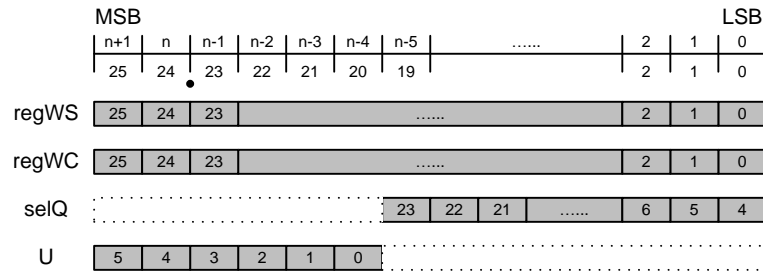 MSB LSB
n+1 n n-1 n-2 n-3 n-4 n-5 ...... 2 1 0
25 24 23 22 21 20 19 2 1 0
regWS 25 24 23 ...... 2 1 0
regWC 25 24 23 ...... 2 1 0
selQ 23 22 21 ...... 6 5 4
U 5 4 3 2 1 0